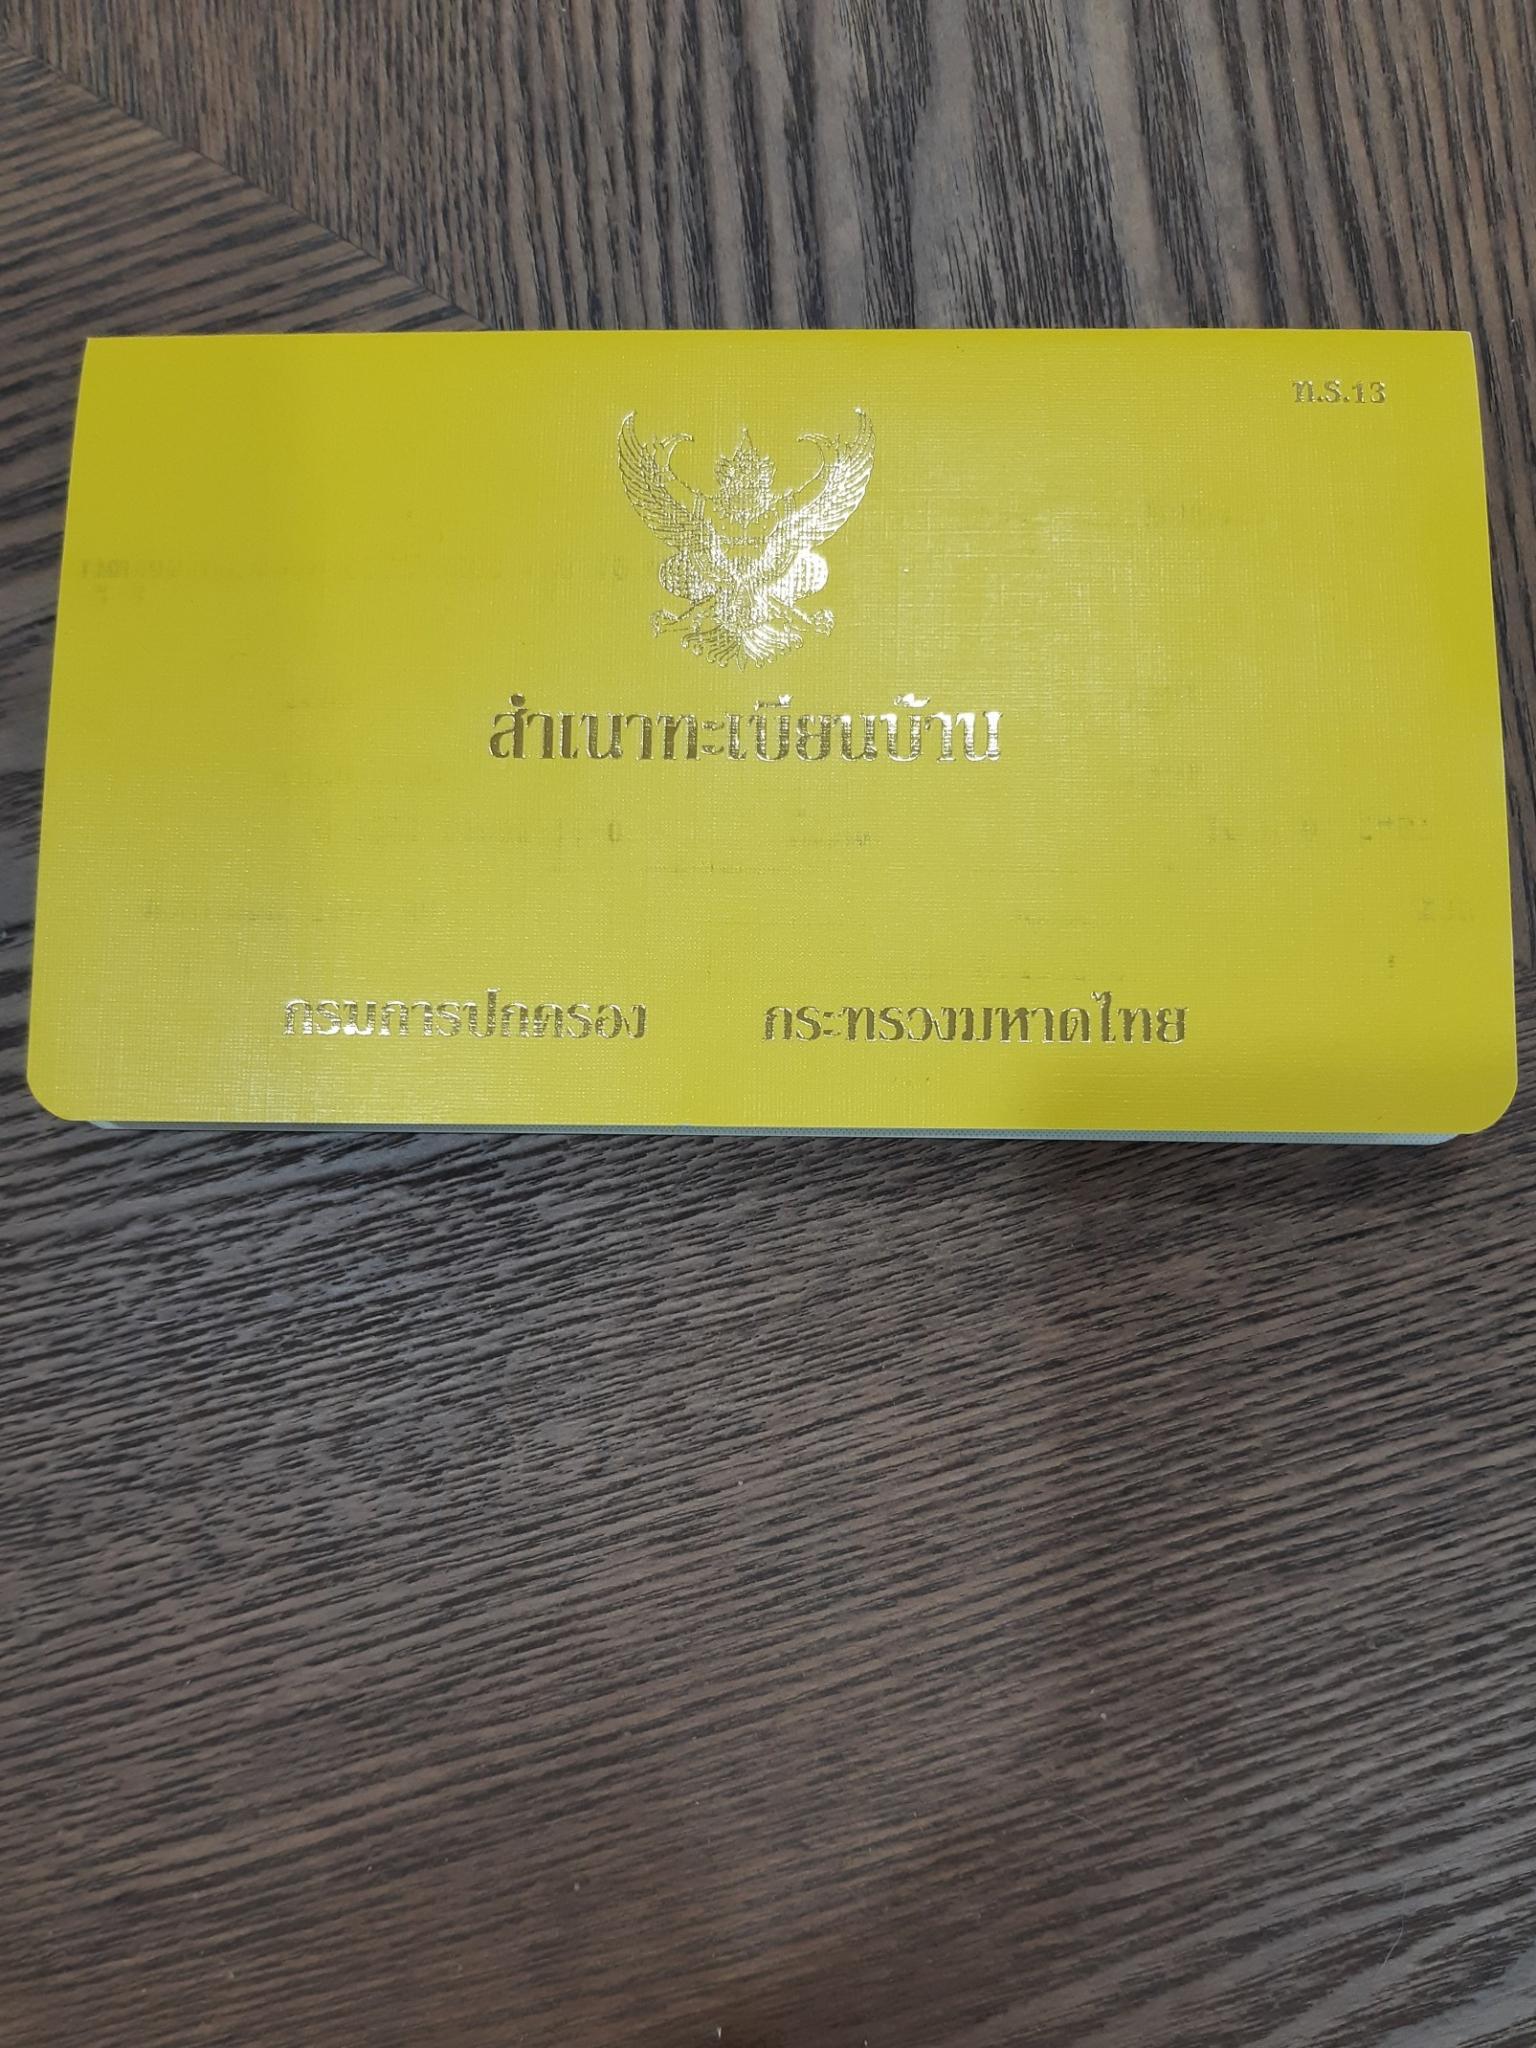 ท.ร.13
สำเนาทะเบียนบ้าน
กรมการปกครอง กระทรวงมหาดไทย